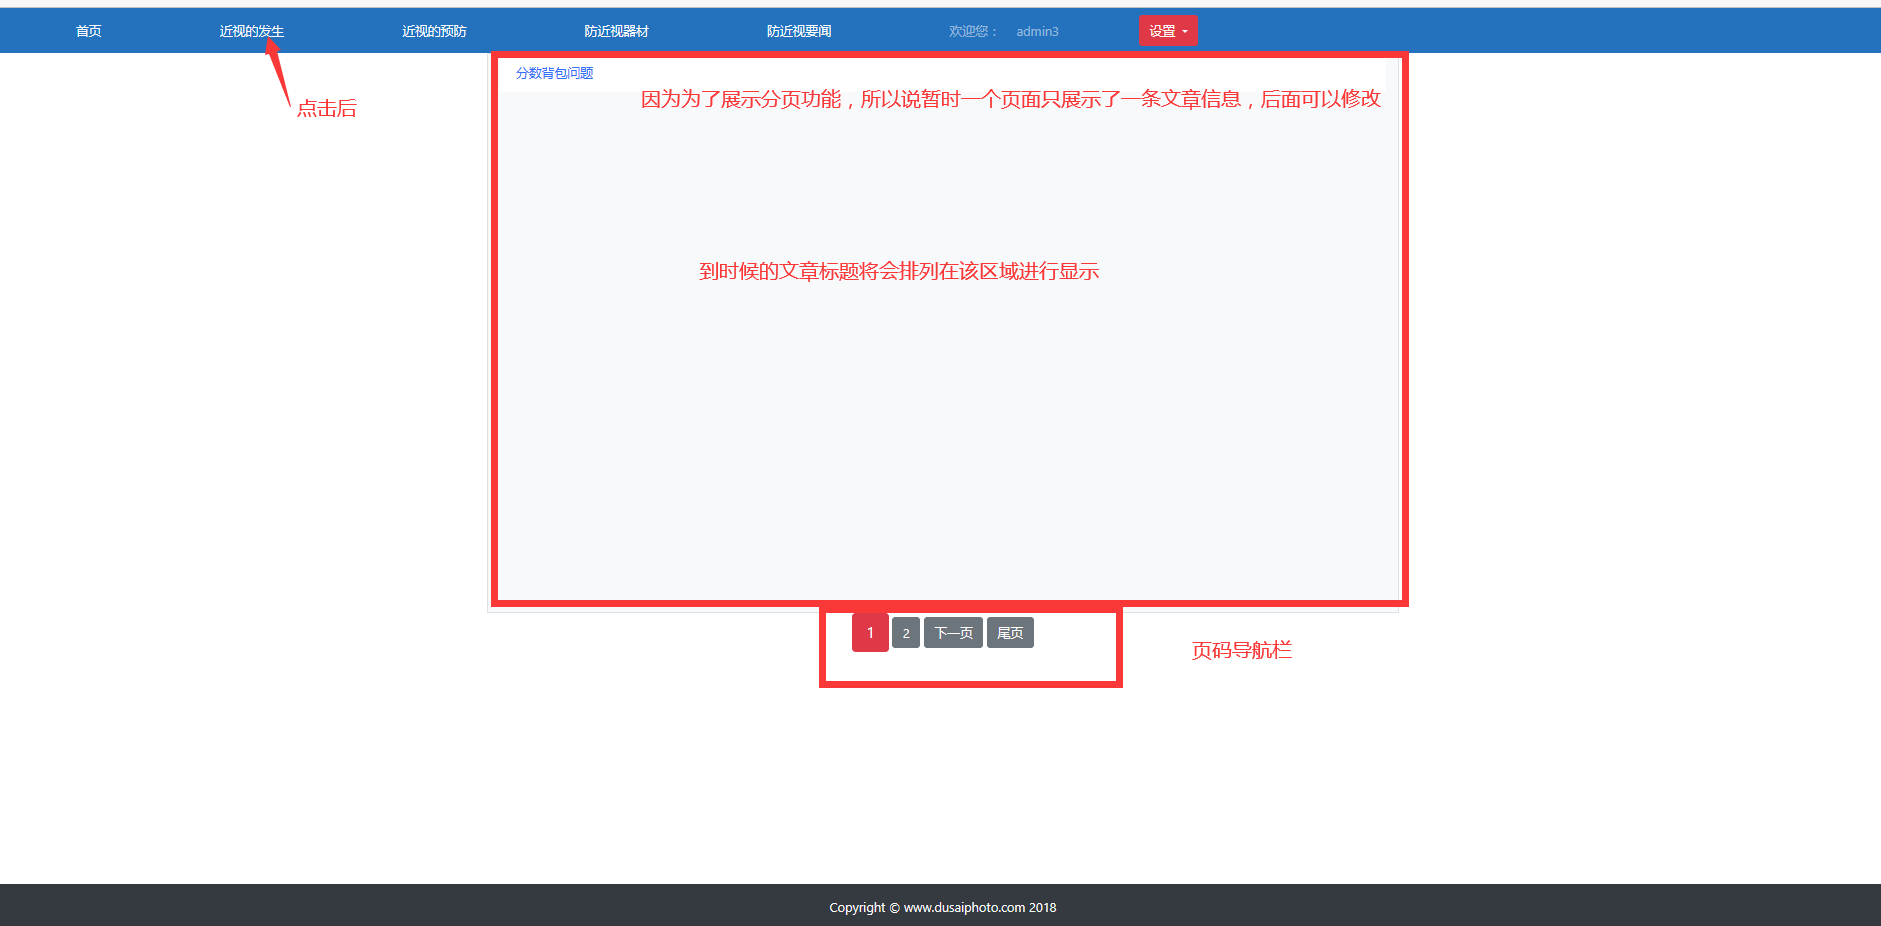 首页 近视的发生 近视的预防 防近视器材 防近视要闻 欢迎您： admin3 设置
点击后
分数背包问题
因为为了展示分页功能，所以说暂时一个页面只展示了一条文章信息，后面可以修改
到时候的文章标题将会排列在该区域进行显示
1 2 下一页 尾页
页码导航栏
Copyright © www.dusaiphoto.com 2018